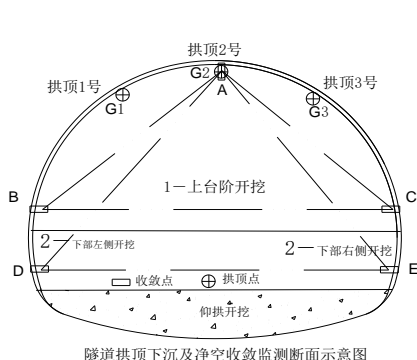 拱顶2号
拱顶1号
G2
拱顶3号
G1
A
G3
1－上台阶开挖
B
C
2－下部左侧开挖
2－下部右侧开挖
D
E
收敛点
拱顶点
仰拱开挖
隧道拱顶下沉及净空收敛监测断面示意图